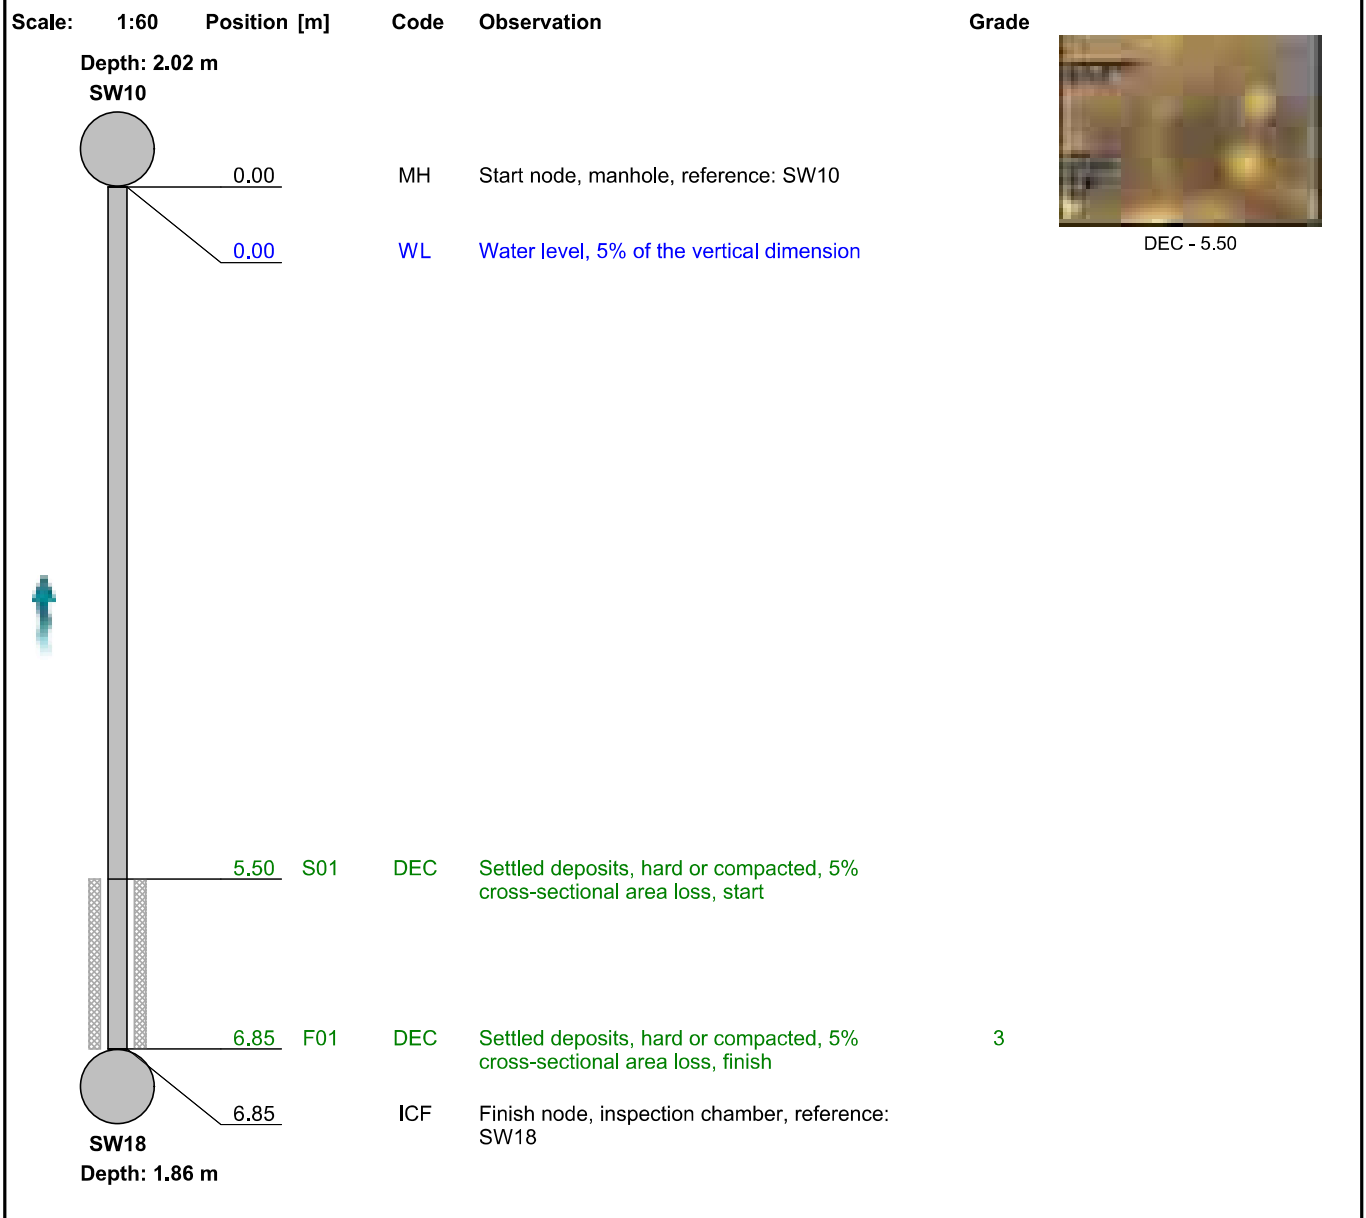 Scale: 1:60 Position [m] Code Observation Grade
Depth: 2.02 m
SW10
0.00 MH Start node, manhole, reference: SW10
0.00 WL Water level, 5% of the vertical dimension
DEC - 5.50
5.50 S01 DEC Settled deposits, hard or compacted, 5%
cross-sectional area loss, start
6.85 F01 DEC Settled deposits, hard or compacted, 5% 3
cross-sectional area loss, finish
6.85 ICF Finish node, inspection chamber, reference:
SW18
SW18
Depth: 1.86 m